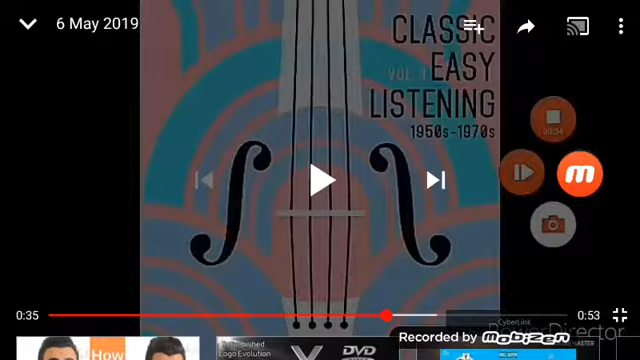 6 May 2019
CLASSIC
VOL. 1
EASY
LISTENING
1950s-1970s
00:34
m
0:35
0:53
CyberLink
PowerDirector
Recorded by MOBIZEN
How
Logo Evolution
DVD